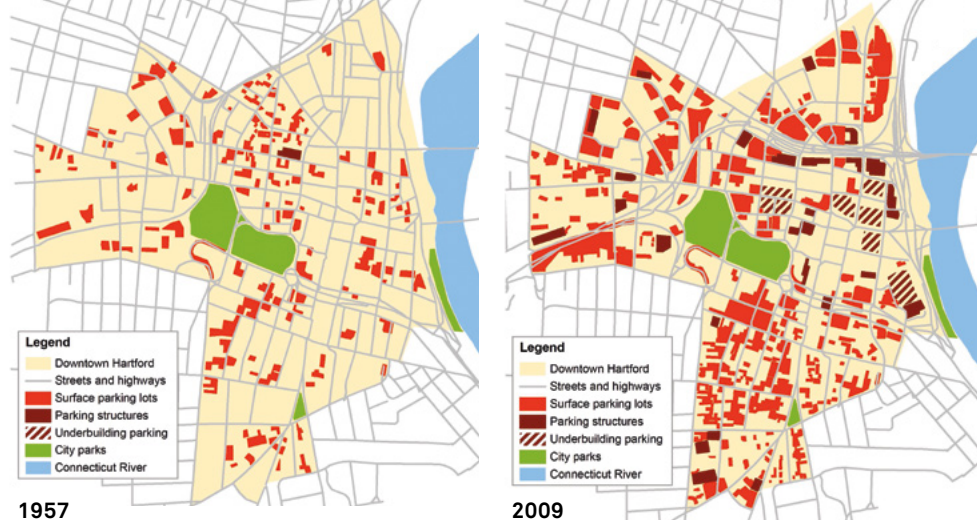 Legend
Downtown Hartford
Streets and highways
Surface parking lots
Parking structures
Underbuilding parking
City parks
Connecticut River
1957
Legend
Downtown Hartford
Streets and highways
Surface parking lots
Parking structures
Underbuilding parking
City parks
Connecticut River
2009